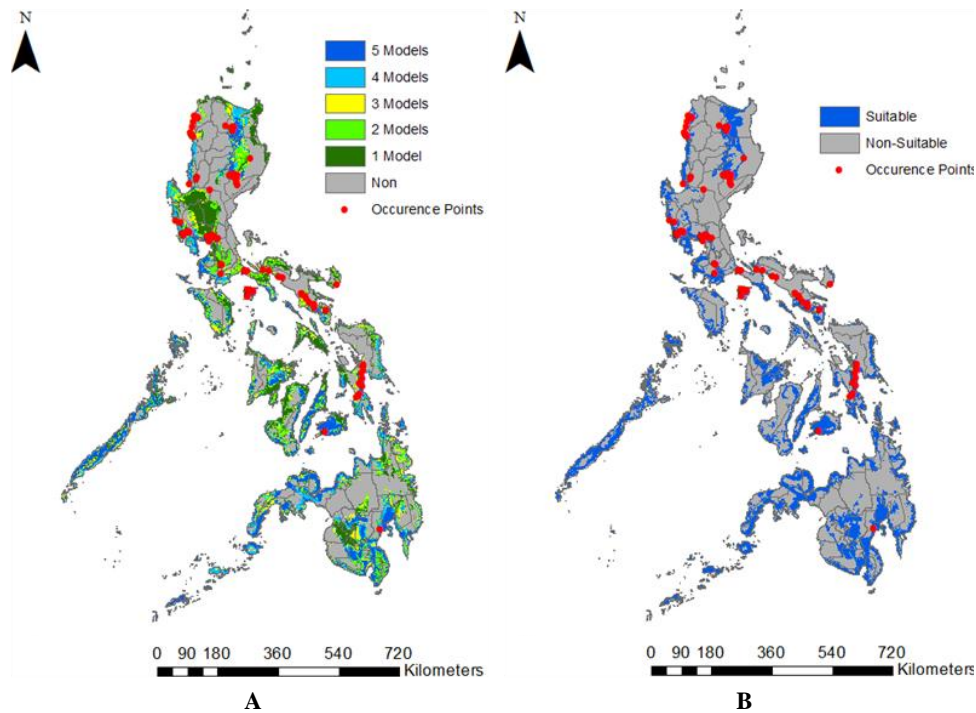 N
5 Models
4 Models
3 Models
2 Models
1 Model
Non
Occurence Points
0 90 180 360 540 720
Kilometers
A
N
Suitable
Non-Suitable
Occurence Points
0 90 180 360 540 720
Kilometers
B